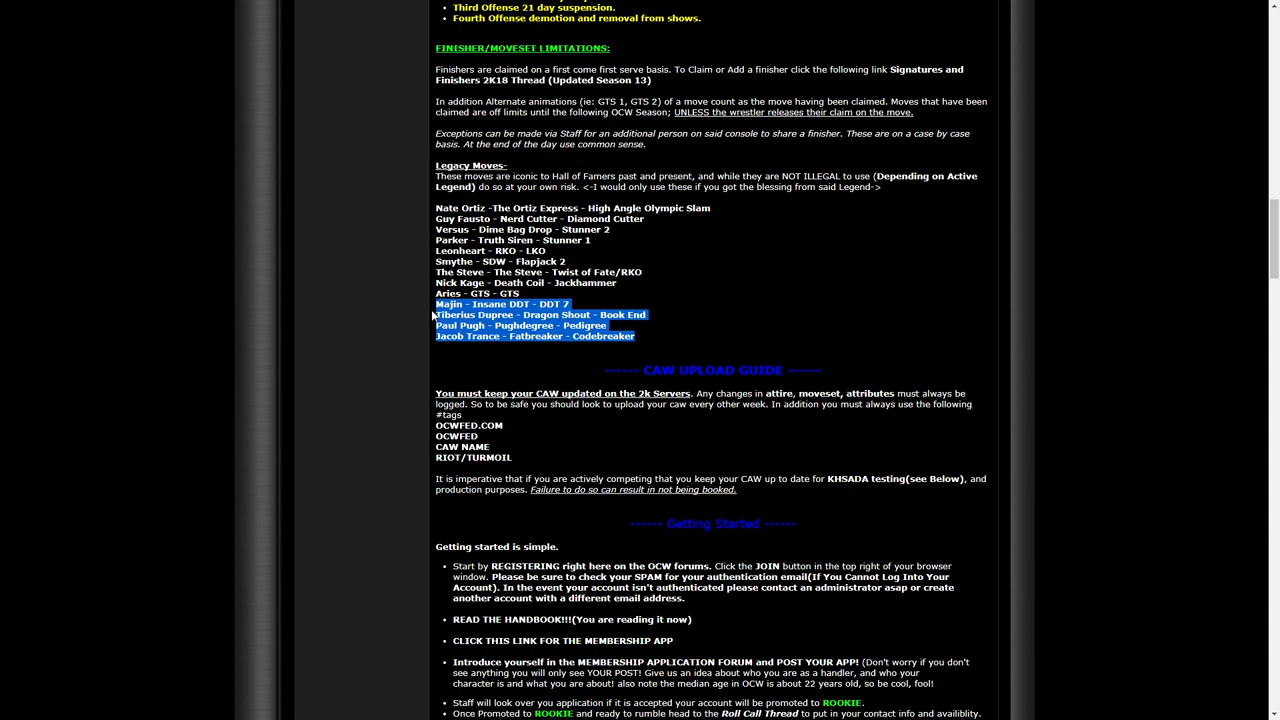 Third Offense 21 day suspension.
Fourth Offense demotion and removal from shows.
FINISHER/MOVESET LIMITATIONS:
Finishers are claimed on a first come first serve basis. To Claim or Add a finisher click the following link Signatures and
Finishers 2K18 Thread (Updated Season 13)
In addition Alternate animations (ie: GTS 1, GTS 2) of a move count as the move having been claimed. Moves that have been
claimed are off limits until the following OCW Season; UNLESS the wrestler releases their claim on the move.
Exceptions can be made via Staff for an additional person on said console to share a finisher. These are on a case by case
basis. At the end of the day use common sense.
Legacy Moves-
These moves are iconic to Hall of Famers past and present, and while they are NOT ILLEGAL to use (Depending on Active
Legend) do so at your own risk. <-I would only use these if you got the blessing from said Legend->
Nate Ortiz -The Ortiz Express - High Angle Olympic Slam
Guy Fausto - Nerd Cutter - Diamond Cutter
Versus - Dime Bag Drop - Stunner 2
Parker - Truth Siren - Stunner 1
Leonheart - RKO - LKO
Smythe - SDW - Flapjack 2
The Steve - The Steve - Twist of Fate/RKO
Nick Kage - Death Coil - Jackhammer
Aries - GTS - GTS
Majin - Insane DDT - DDT 7
Tiberius Dupree - Dragon Shout - Book End
Paul Pugh - Pughdegree - Pedigree
Jacob Trance - Fatbreaker - Codebreaker
------ CAW UPLOAD GUIDE ------
You must keep your CAW updated on the 2k Servers. Any changes in attire, moveset, attributes must always be
logged. So to be safe you should look to upload your caw every other week. In addition you must always use the following
#tags
OCWFED.COM
OCWFED
CAW NAME
RIOT/TURMOIL
It is imperative that if you are actively competing that you keep your CAW up to date for KHSADA testing(see Below), and
production purposes. Failure to do so can result in not being booked.
------ Getting Started ------
Getting started is simple.
Start by REGISTERING right here on the OCW forums. Click the JOIN button in the top right of your browser
window. Please be sure to check your SPAM for your authentication email(If You Cannot Log Into Your
Account). In the event your account isn't authenticated please contact an administrator asap or create
another account with a different email address.
READ THE HANDBOOK!!!(You are reading it now)
CLICK THIS LINK FOR THE MEMBERSHIP APP
Introduce yourself in the MEMBERSHIP APPLICATION FORUM and POST YOUR APP! (Don't worry if you don't
see anything you will only see YOUR POST! Give us an idea about who you are as a handler, and who your
character is and what you are about! also note the median age in OCW is about 22 years old, so be cool, fool!
Staff will look over you application if it is accepted your account will be promoted to ROOKIE.
Once Promoted to ROOKIE and ready to rumble head to the Roll Call Thread to put in your contact info and availiblity.